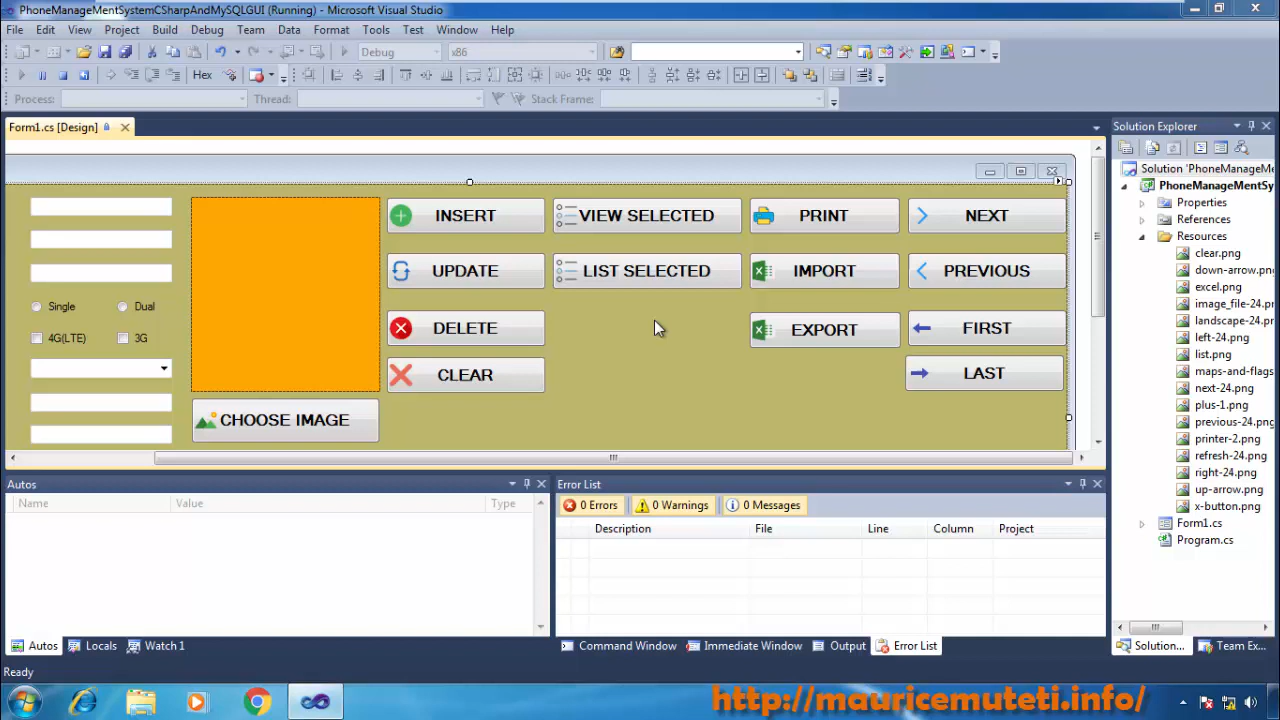 PhoneManageMentSystemCSharpAndMySQLGUI (Running) - Microsoft Visual Studio
File Edit View Project Build Debug Team Data Format Tools Test Window Help
Debug x86
Hex
Process: Thread: Stack Frame:
Form1.cs [Design]
INSERT VIEW SELECTED PRINT NEXT
UPDATE LIST SELECTED IMPORT PREVIOUS
Single Dual
DELETE EXPORT FIRST
4G(LTE) 3G
CLEAR LAST
CHOOSE IMAGE
Solution Explorer
Solution 'PhoneManageMe
PhoneManageMentSy
Properties
References
Resources
clear.png
down-arrow.png
excel.png
image_file-24.png
landscape-24.png
left-24.png
list.png
maps-and-flags
next-24.png
plus-1.png
previous-24.png
printer-2.png
refresh-24.png
right-24.png
up-arrow.png
x-button.png
Form1.cs
Program.cs
Autos
Name Value Type
Error List
0 Errors 0 Warnings 0 Messages
Description File Line Column Project
Autos Locals Watch 1
Command Window Immediate Window Output Error List
Solution... Team Ex...
Ready
http://mauricemuteti.info/